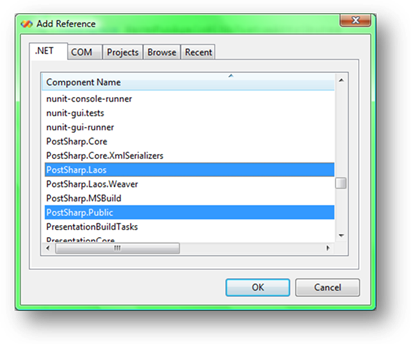 Add Reference
.NET COM Projects Browse Recent
Component Name
nunit-console-runner
nunit-gui.tests
nunit-gui-runner
PostSharp.Core
PostSharp.Core.XmlSerializers
PostSharp.Laos
PostSharp.Laos.Weaver
PostSharp.MSBuild
PostSharp.Public
PresentationBuildTasks
PresentationCore
OK Cancel